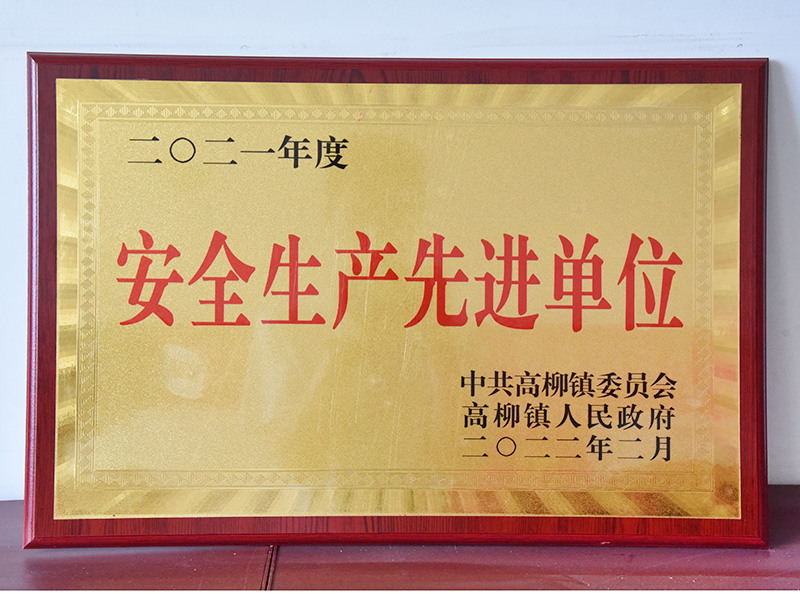 二〇二一年度
安全生产先进单位
中共高柳镇委员会
高柳镇人民政府
二〇二二年二月